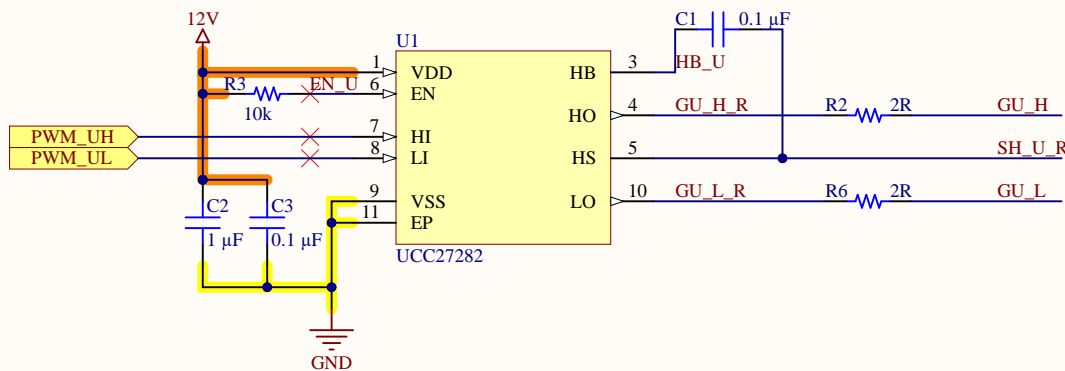 12V
U1
C1 0.1 µF
1 VDD HB 3 HB_U
R3 EN_U 6 EN
10k
HO 4 GU_H_R R2 2R GU_H
PWM_UH 7 HI
PWM_UL 8 LI HS 5 SH_U_R
9 VSS LO 10 GU_L_R R6 2R GU_L
C2 C3 11 EP
1 µF 0.1 µF
UCC27282
GND